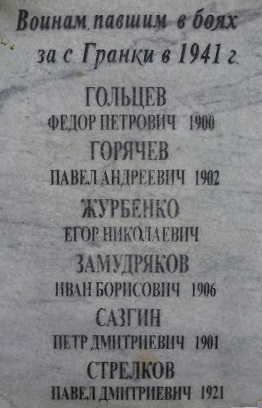 Воинам, павшим в боях
за с Гранки в 1941 г.
ГОЛЬЦЕВ
ФЕДОР ПЕТРОВИЧ 1900
ГОРЯЧЕВ
ПАВЕЛ АНДРЕЕВИЧ 1902
ЖУРБЕНКО
ЕГОР НИКОЛАЕВИЧ
ЗАМУДРЯКОВ
ИВАН БОРИСОВИЧ 1906
САЗГИН
ПЕТР ДМИТРИЕВИЧ 1901
СТРЕЛКОВ
ПАВЕЛ ДМИТРИЕВИЧ 1921